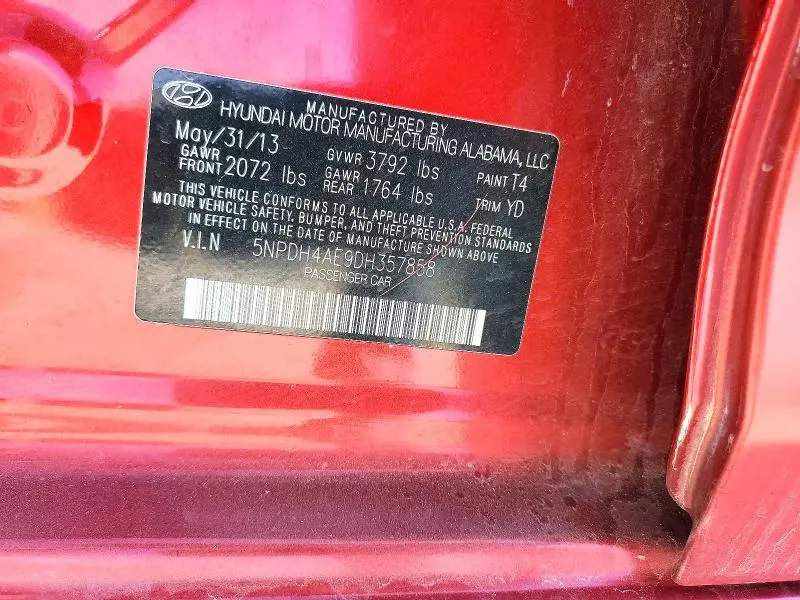 MANUFACTURED BY
HYUNDAI MOTOR MANUFACTURING ALABAMA, LLC
May/31/13 GVWR 3792 lbs PAINT T4
GAWR FRONT 2072 lbs GAWR REAR 1764 lbs TRIM YD
THIS VEHICLE CONFORMS TO ALL APPLICABLE U.S.A. FEDERAL
MOTOR VEHICLE SAFETY, BUMPER, AND THEFT PREVENTION STANDARDS
IN EFFECT ON THE DATE OF MANUFACTURE SHOWN ABOVE
V.I.N 5NPDH4AE9DH357858
PASSENGER CAR